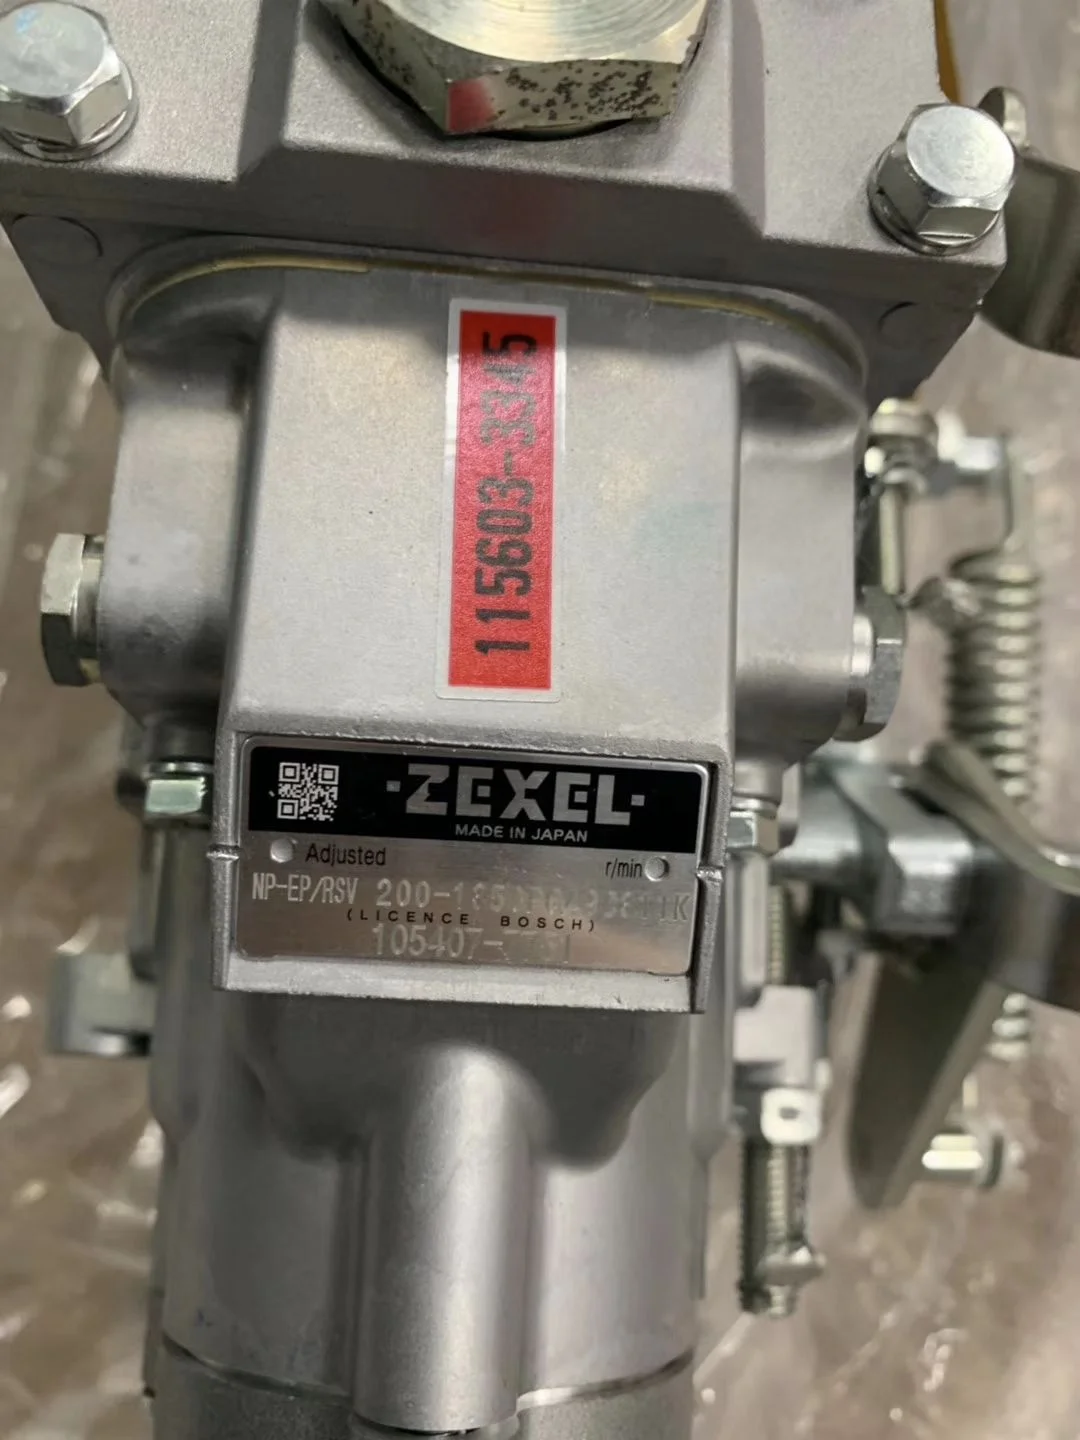 115603-3345
·ZEXEL·
MADE IN JAPAN
Adjusted r/min
NP-EP/RSV
(LICENCE BOSCH)